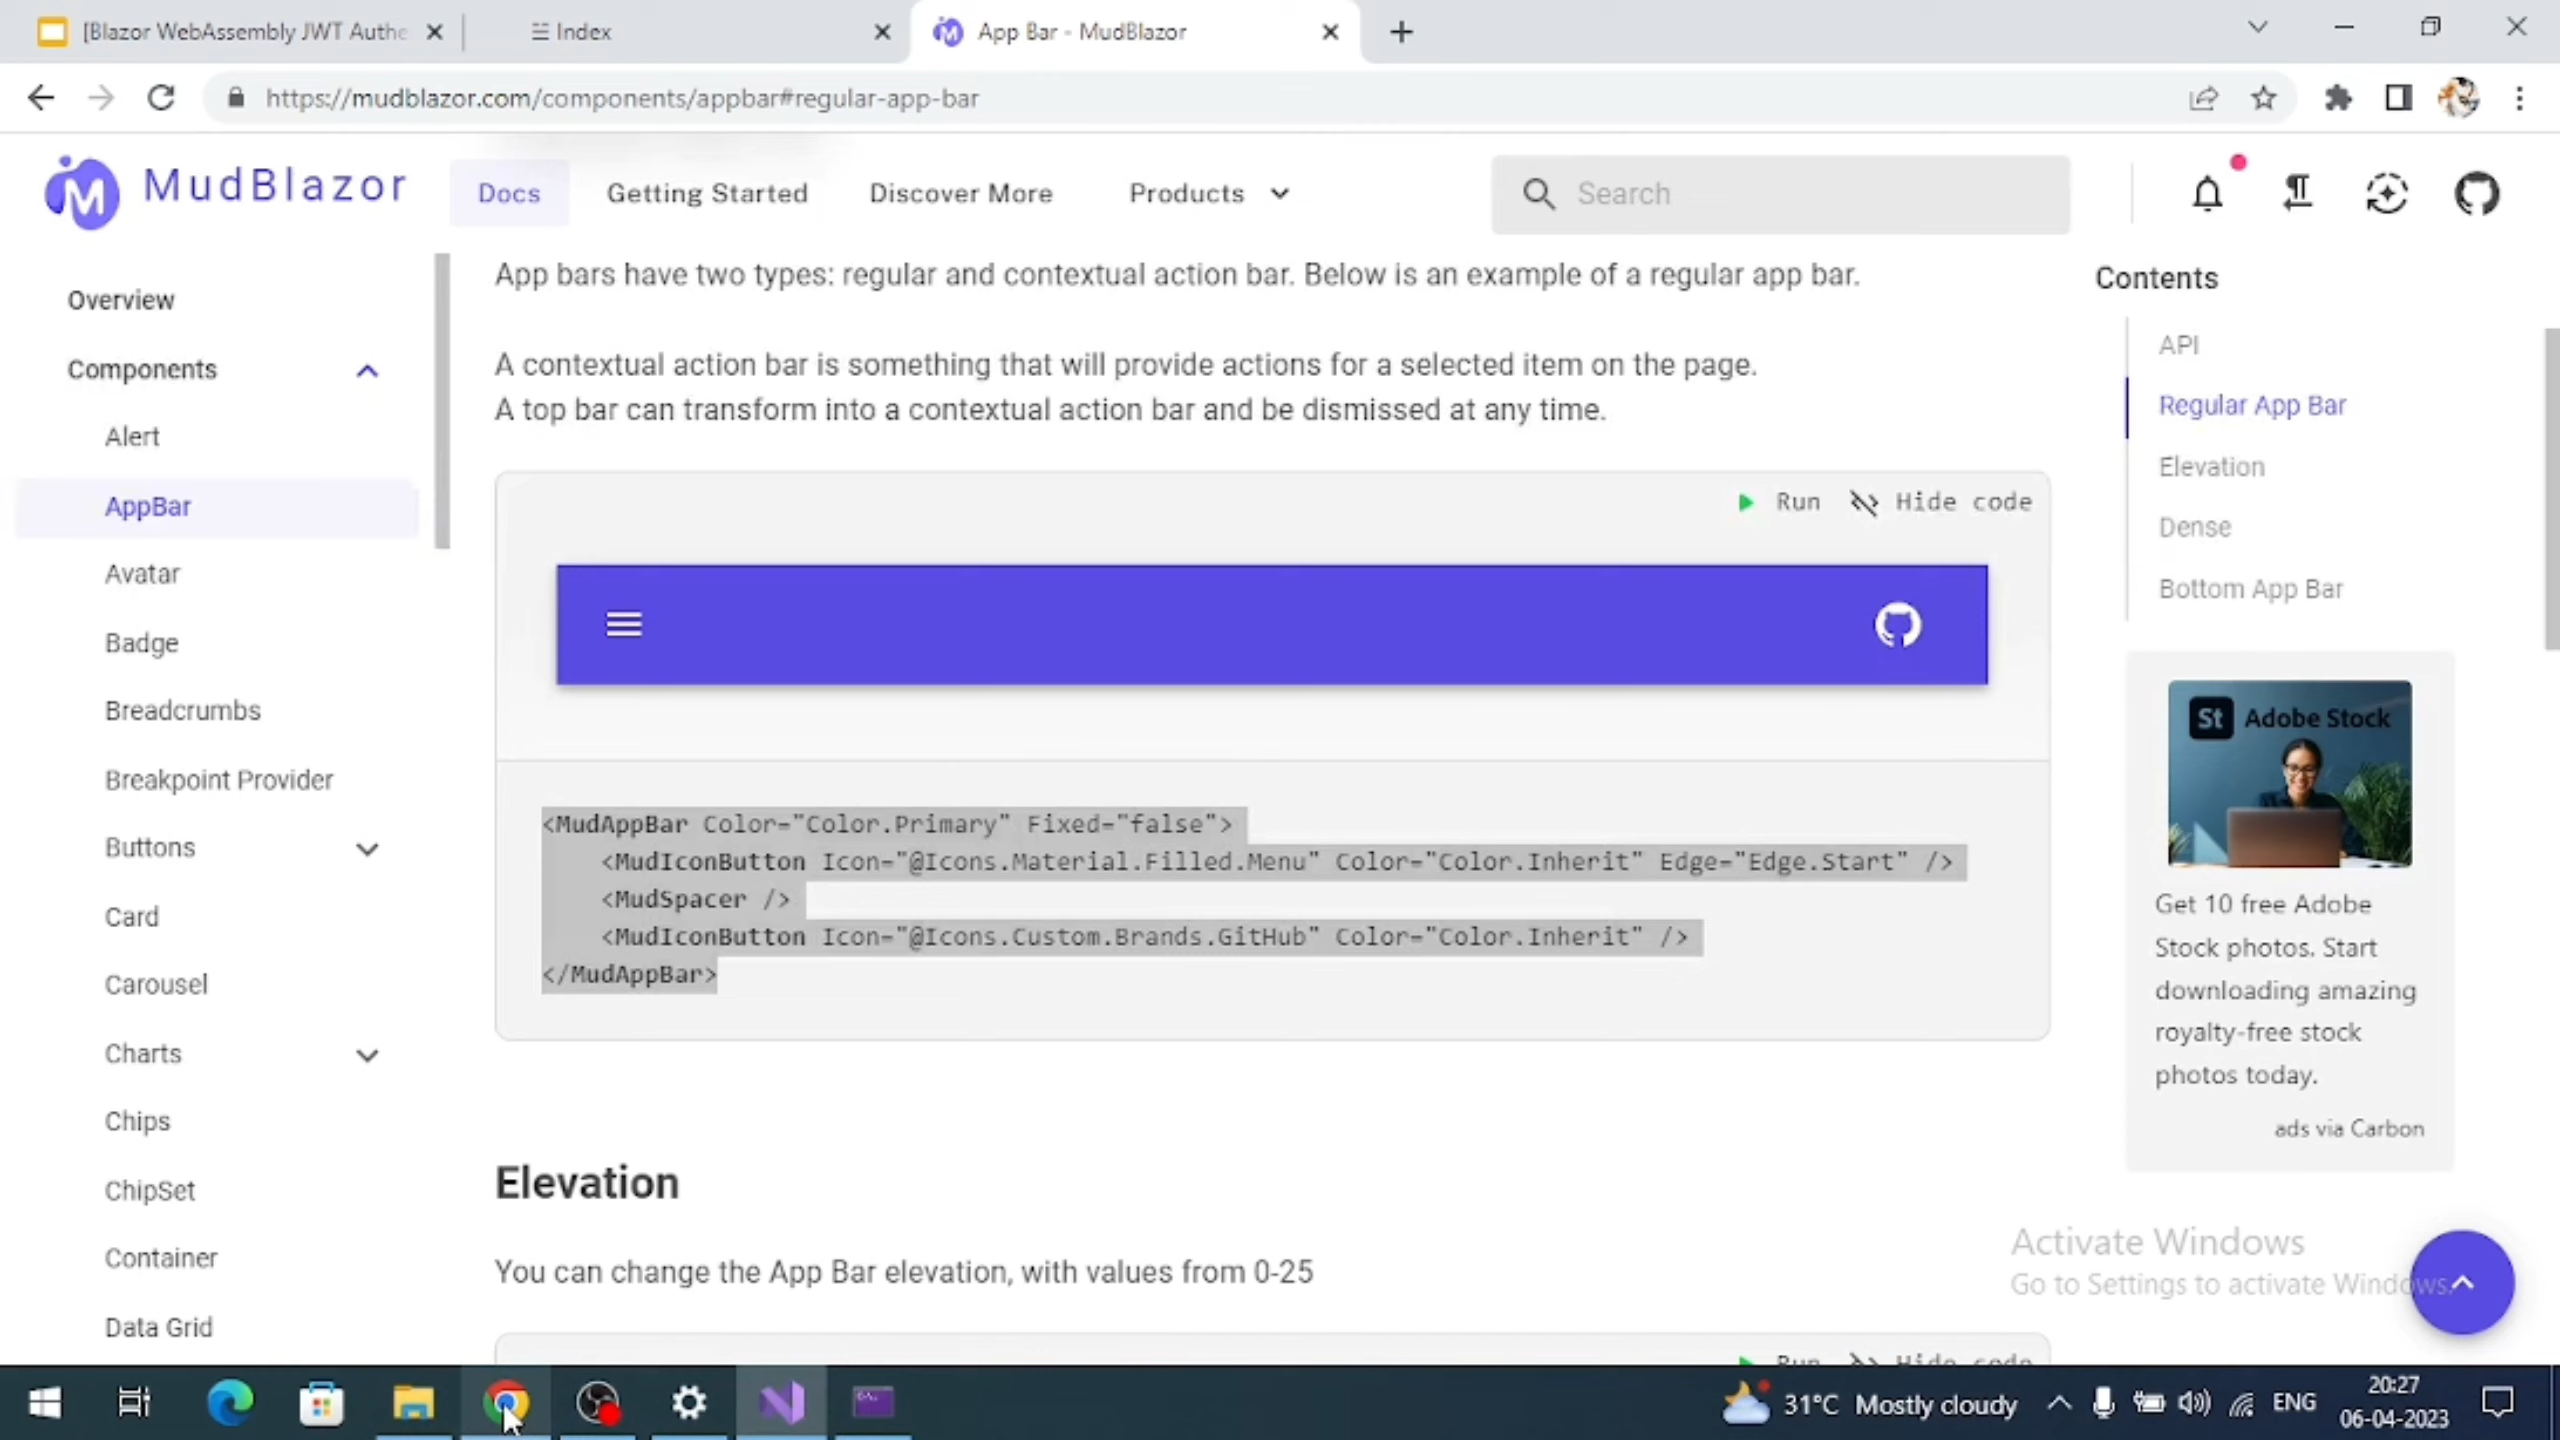 [Blazor WebAssembly JWT Authe
Index
App Bar - MudBlazor
https://mudblazor.com/components/appbar#regular-app-bar
MudBlazor
Docs
Getting Started
Discover More
Products
Search
Overview
Components
Alert
AppBar
Avatar
Badge
Breadcrumbs
Breakpoint Provider
Buttons
Card
Carousel
Charts
Chips
ChipSet
Container
Data Grid
App bars have two types: regular and contextual action bar. Below is an example of a regular app bar.
A contextual action bar is something that will provide actions for a selected item on the page.
A top bar can transform into a contextual action bar and be dismissed at any time.
Run
Hide code
<MudAppBar Color="Color.Primary" Fixed="false">
<MudIconButton Icon="@Icons.Material.Filled.Menu" Color="Color.Inherit" Edge="Edge.Start" />
<MudSpacer />
<MudIconButton Icon="@Icons.Custom.Brands.GitHub" Color="Color.Inherit" />
</MudAppBar>
Elevation
You can change the App Bar elevation, with values from 0-25
Run
Hide code
Contents
API
Regular App Bar
Elevation
Dense
Bottom App Bar
St Adobe Stock
Get 10 free Adobe
Stock photos. Start
downloading amazing
royalty-free stock
photos today.
ads via Carbon
Activate Windows
Go to Settings to activate Windows.
31°C Mostly cloudy
ENG
20:27
06-04-2023